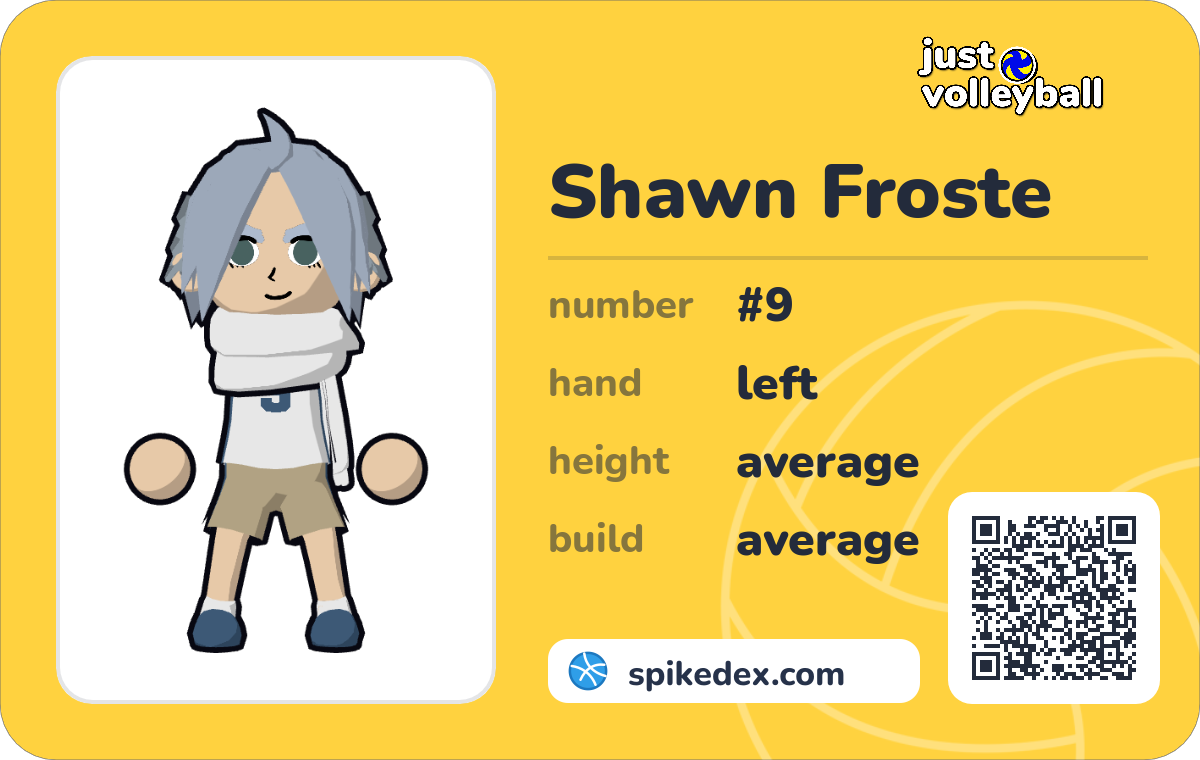 just
volleyball
Shawn Froste
number #9
hand left
height average
build average
spikedex.com